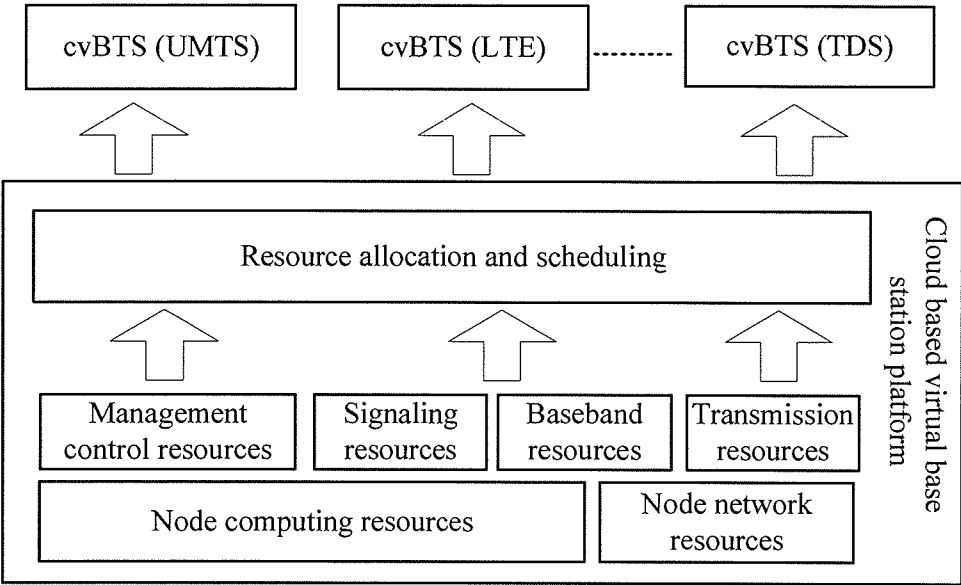 cvBTS (UMTS)
cvBTS (LTE)
cvBTS (TDS)
Resource allocation and scheduling
Cloud based virtual base
station platform
Management
control resources
Signaling
resources
Baseband
resources
Transmission
resources
Node computing resources
Node network
resources